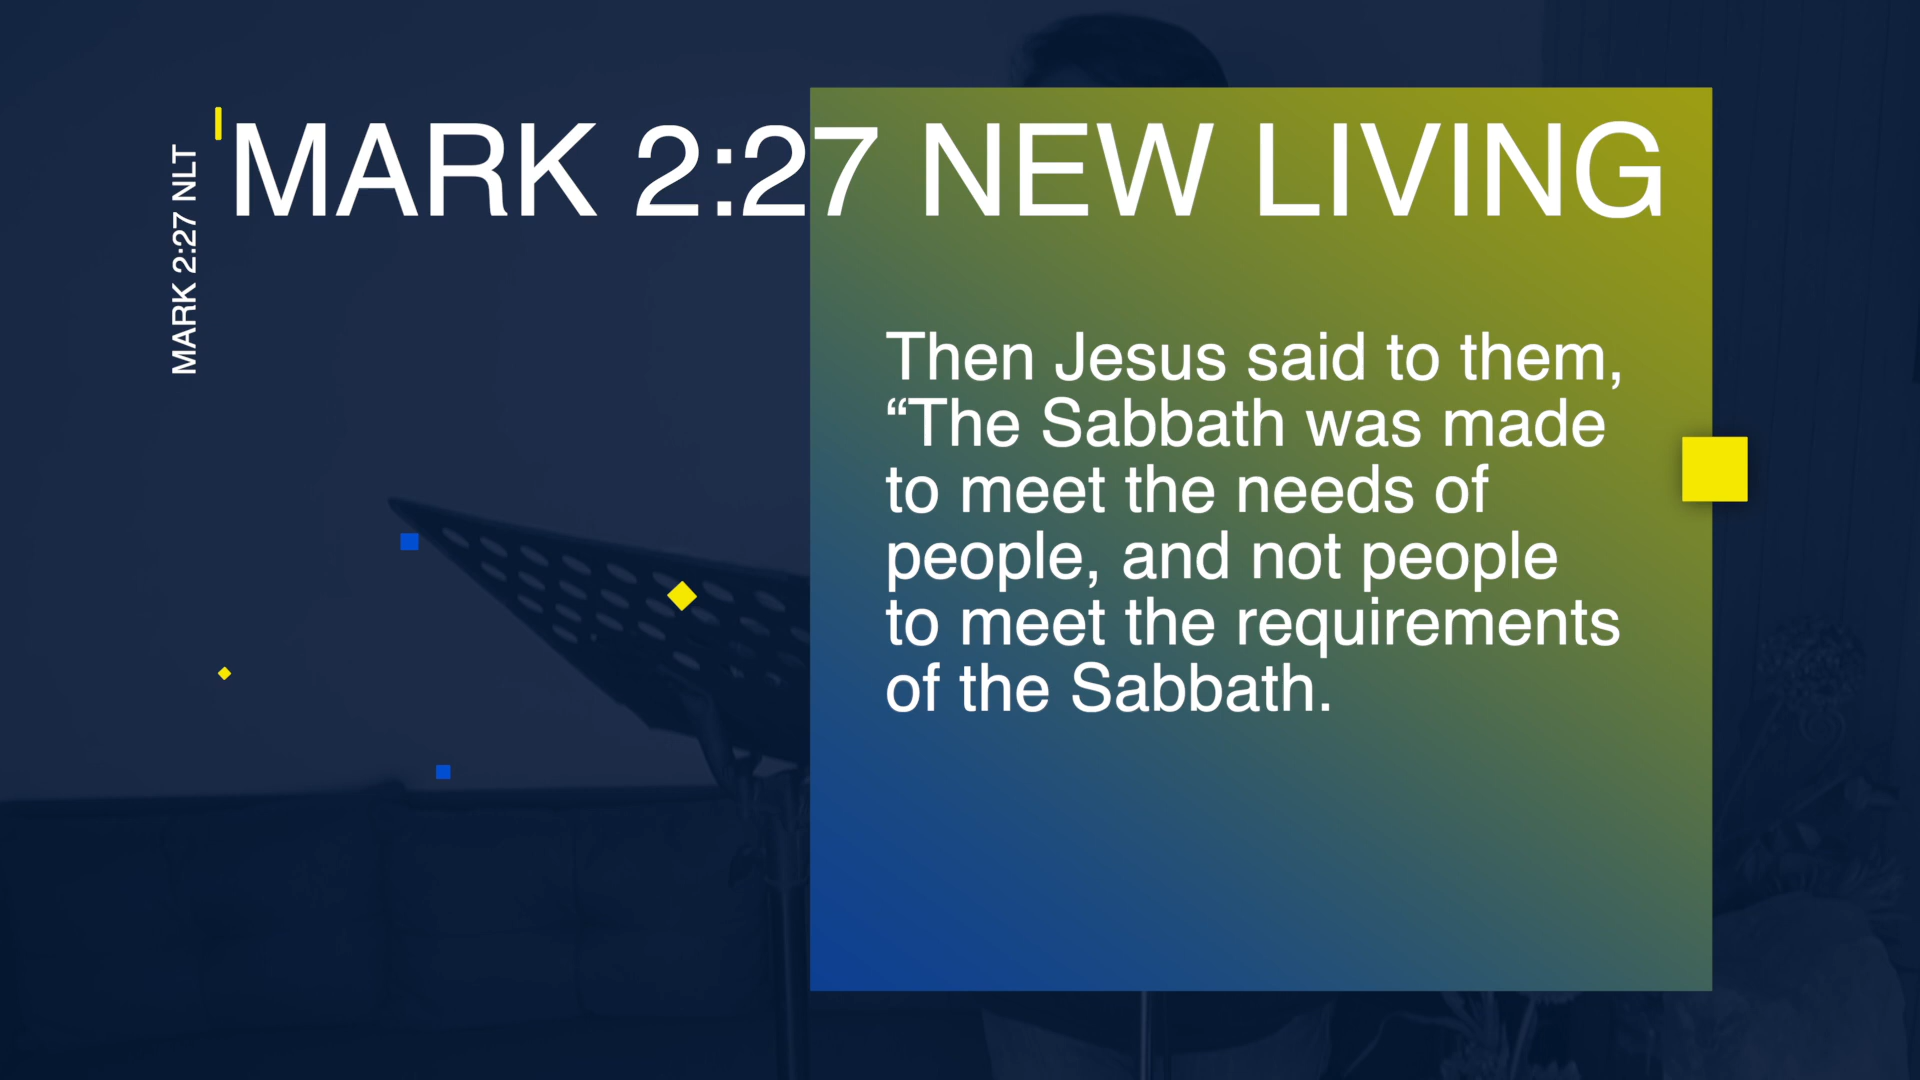 MARK 2:27 NEW LIVING
MARK 2:27 NLT
Then Jesus said to them,
“The Sabbath was made
to meet the needs of
people, and not people
to meet the requirements
of the Sabbath.